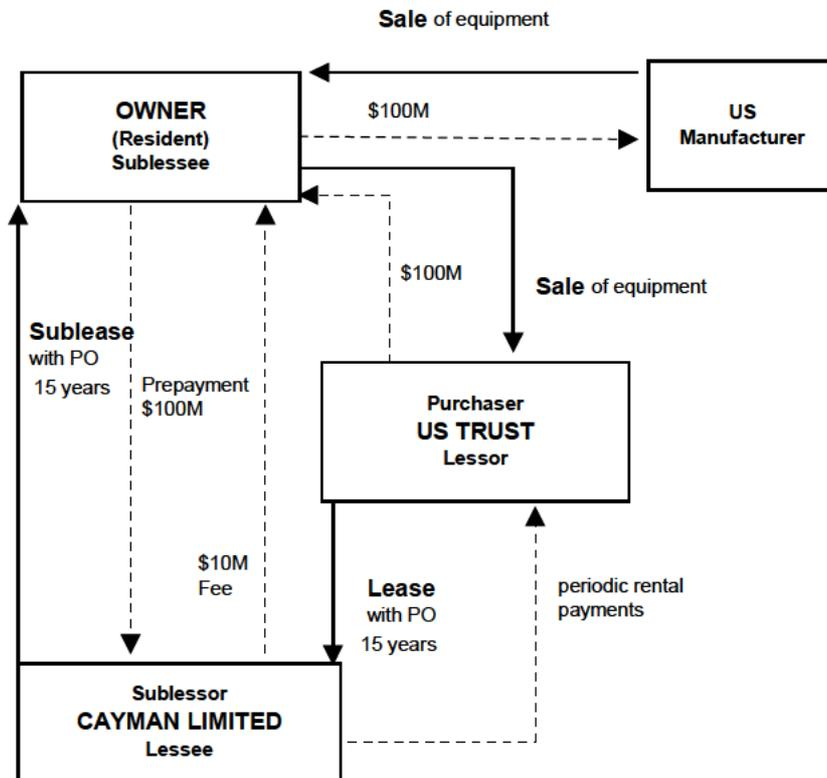 Sale of equipment
OWNER
(Resident)
Sublessee
$100M
US
Manufacturer
$100M
Sale of equipment
Sublease
with PO
15 years
Prepayment
$100M
Purchaser
US TRUST
Lessor
$10M
Fee
Lease
with PO
15 years
periodic rental
payments
Sublessor
CAYMAN LIMITED
Lessee